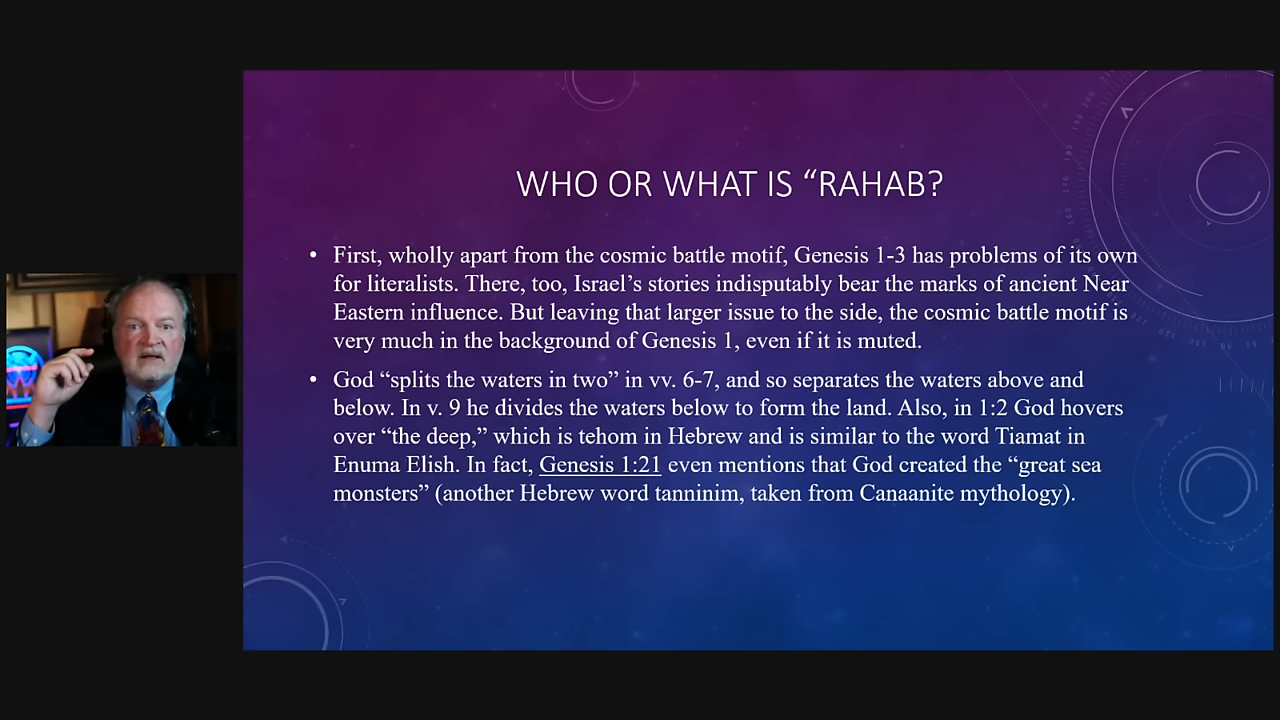 WHO OR WHAT IS “RAHAB?
• First, wholly apart from the cosmic battle motif, Genesis 1-3 has problems of its own
for literalists. There, too, Israel’s stories indisputably bear the marks of ancient Near
Eastern influence. But leaving that larger issue to the side, the cosmic battle motif is
very much in the background of Genesis 1, even if it is muted.
• God “splits the waters in two” in vv. 6-7, and so separates the waters above and
below. In v. 9 he divides the waters below to form the land. Also, in 1:2 God hovers
over “the deep,” which is tehom in Hebrew and is similar to the word Tiamat in
Enuma Elish. In fact, Genesis 1:21 even mentions that God created the “great sea
monsters” (another Hebrew word tanninim, taken from Canaanite mythology).